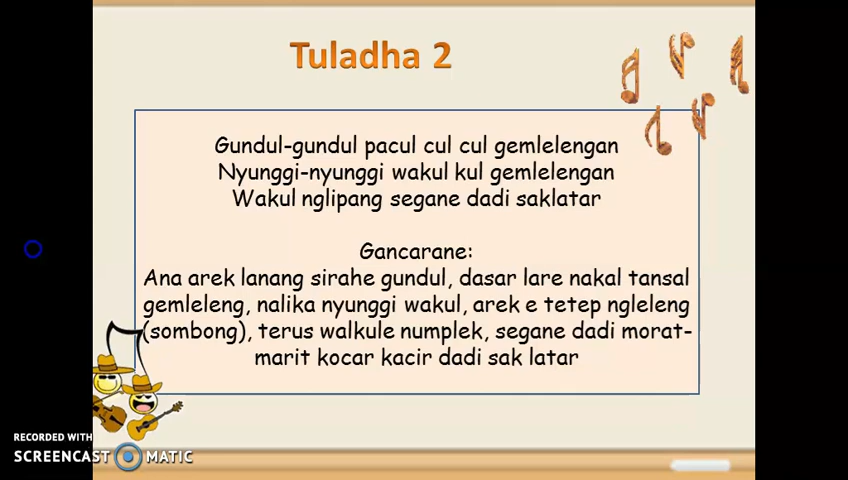 Tuladha 2
Gundul-gundul pacul cul cul gemlelengan
Nyunggi-nyunggi wakul kul gemlelengan
Wakul nglipang segane dadi saklatar
Gancarane:
Ana arek lanang sirahe gundul, dasar lare nakal tansal
gemleleng, nalika nyunggi wakul, arek e tetep ngleleng
(sombong), terus walkule numplek, segane dadi morat-
marit kocar kacir dadi sak latar
RECORDED WITH
SCREENCAST MATIC